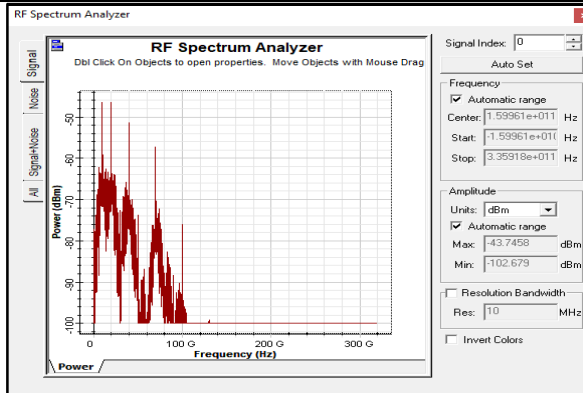 RF Spectrum Analyzer
RF Spectrum Analyzer
Dbl Click On Objects to open properties. Move Objects with Mouse Drag
Signal
Noise
Signal+Noise
All
Power (dBm)
-50
-60
-70
-80
-90
-100
0
100 G
200 G
300 G
Frequency (Hz)
Power
Signal Index: 0
Auto Set
Frequency
Automatic range
Center: 1.59961e+011 Hz
Start: -1.59961e+010 Hz
Stop: 3.35918e+011 Hz
Amplitude
Units: dBm
Automatic range
Max: -43.7458 dBm
Min: -102.679 dBm
Resolution Bandwidth
Res: 10 MHz
Invert Colors